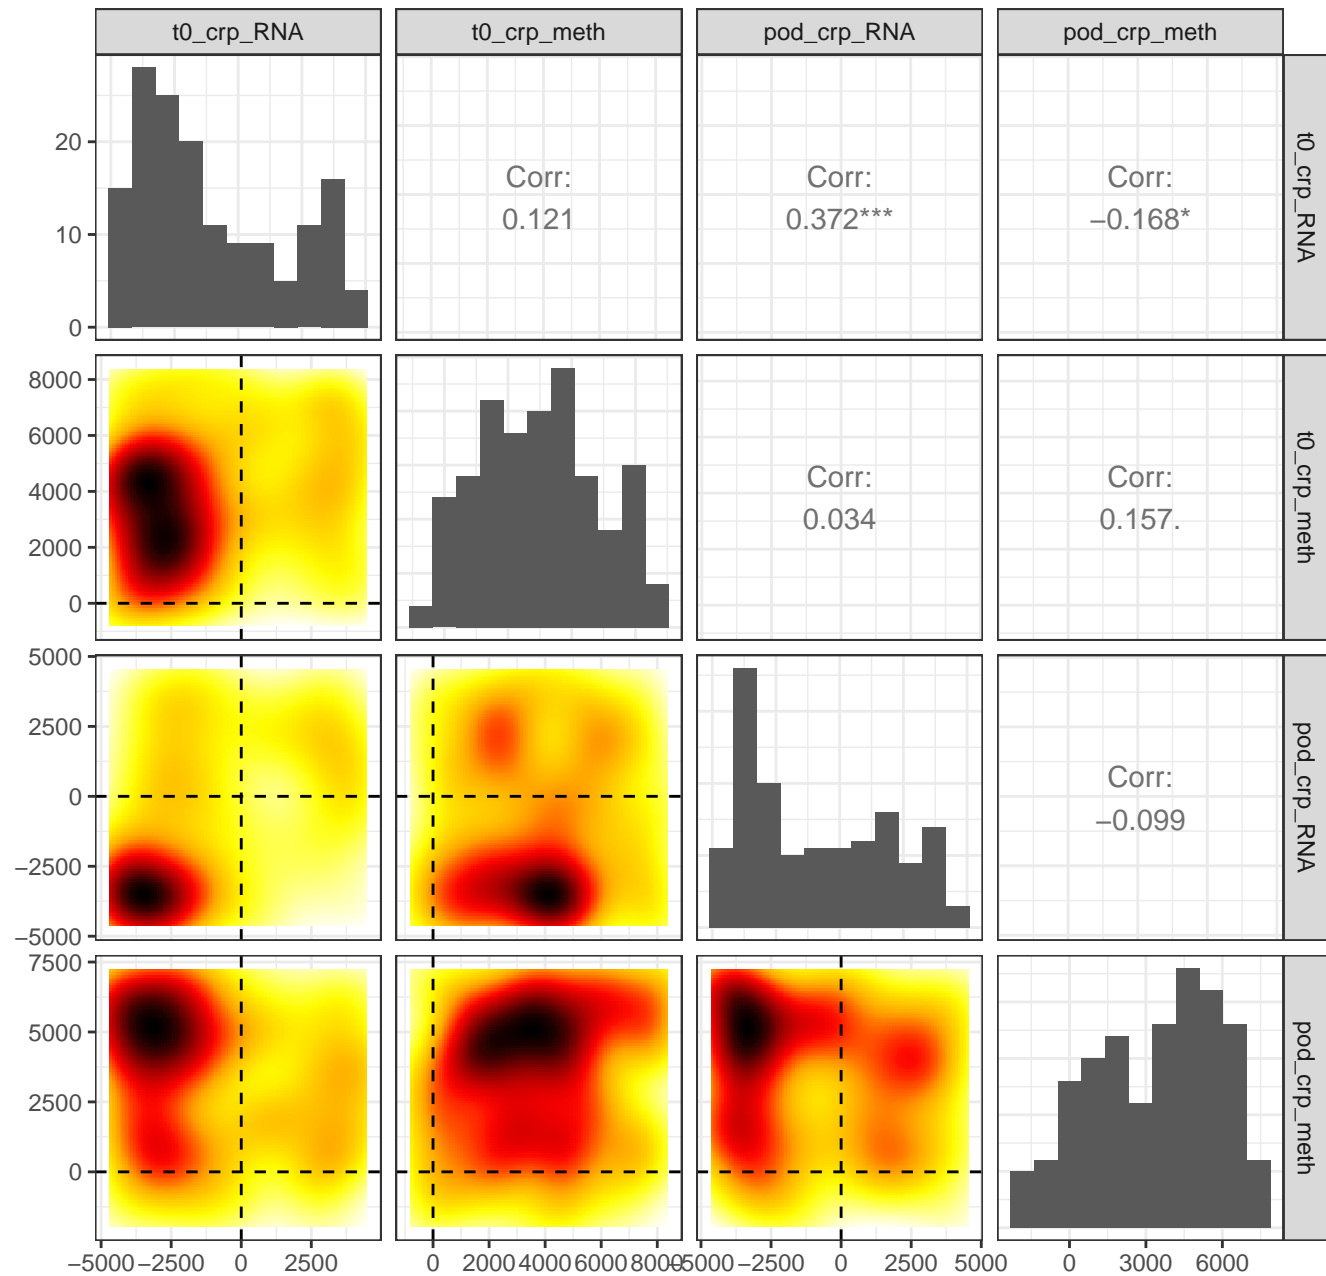 t0_crp_RNA
t0_crp_meth
pod_crp_RNA
pod_crp_meth
20
10
0
Corr:
0.121
Corr:
0.372***
Corr:
−0.168*
t0_crp_RNA
8000
6000
4000
2000
0
Corr:
0.034
Corr:
0.157.
t0_crp_meth
5000
2500
0
−2500
−5000
Corr:
−0.099
pod_crp_RNA
7500
5000
2500
0
pod_crp_meth
−5000 −2500 0 2500
0 2000 4000 6000 8000
−5000 −2500 0 2500 5000
0 3000 6000